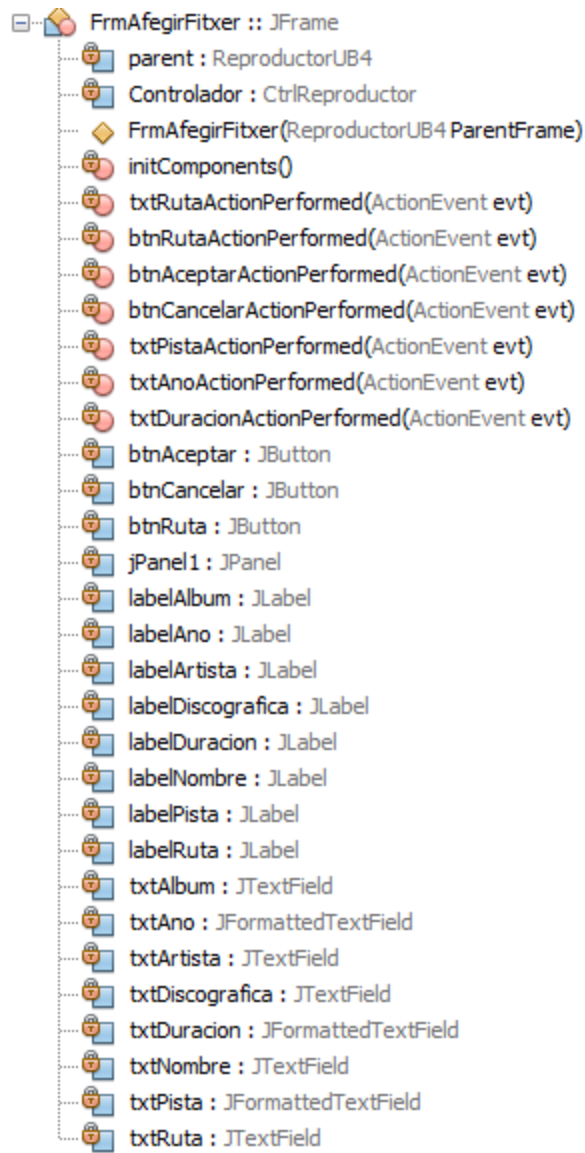 FrmAfegirFitxer :: JFrame
parent : ReproductorUB4
Controlador : CtrlReproductor
FrmAfegirFitxer(ReproductorUB4 ParentFrame)
initComponents()
txtRutaActionPerformed(ActionEvent evt)
btnRutaActionPerformed(ActionEvent evt)
btnAceptarActionPerformed(ActionEvent evt)
btnCancelarActionPerformed(ActionEvent evt)
txtPistaActionPerformed(ActionEvent evt)
txtAnoActionPerformed(ActionEvent evt)
txtDuracionActionPerformed(ActionEvent evt)
btnAceptar : JButton
btnCancelar : JButton
btnRuta : JButton
jPanel1 : JPanel
labelAlbum : JLabel
labelAno : JLabel
labelArtista : JLabel
labelDiscografica : JLabel
labelDuracion : JLabel
labelNombre : JLabel
labelPista : JLabel
labelRuta : JLabel
txtAlbum : JTextField
txtAno : JFormattedTextField
txtArtista : JTextField
txtDiscografica : JTextField
txtDuracion : JFormattedTextField
txtNombre : JTextField
txtPista : JFormattedTextField
txtRuta : JTextField